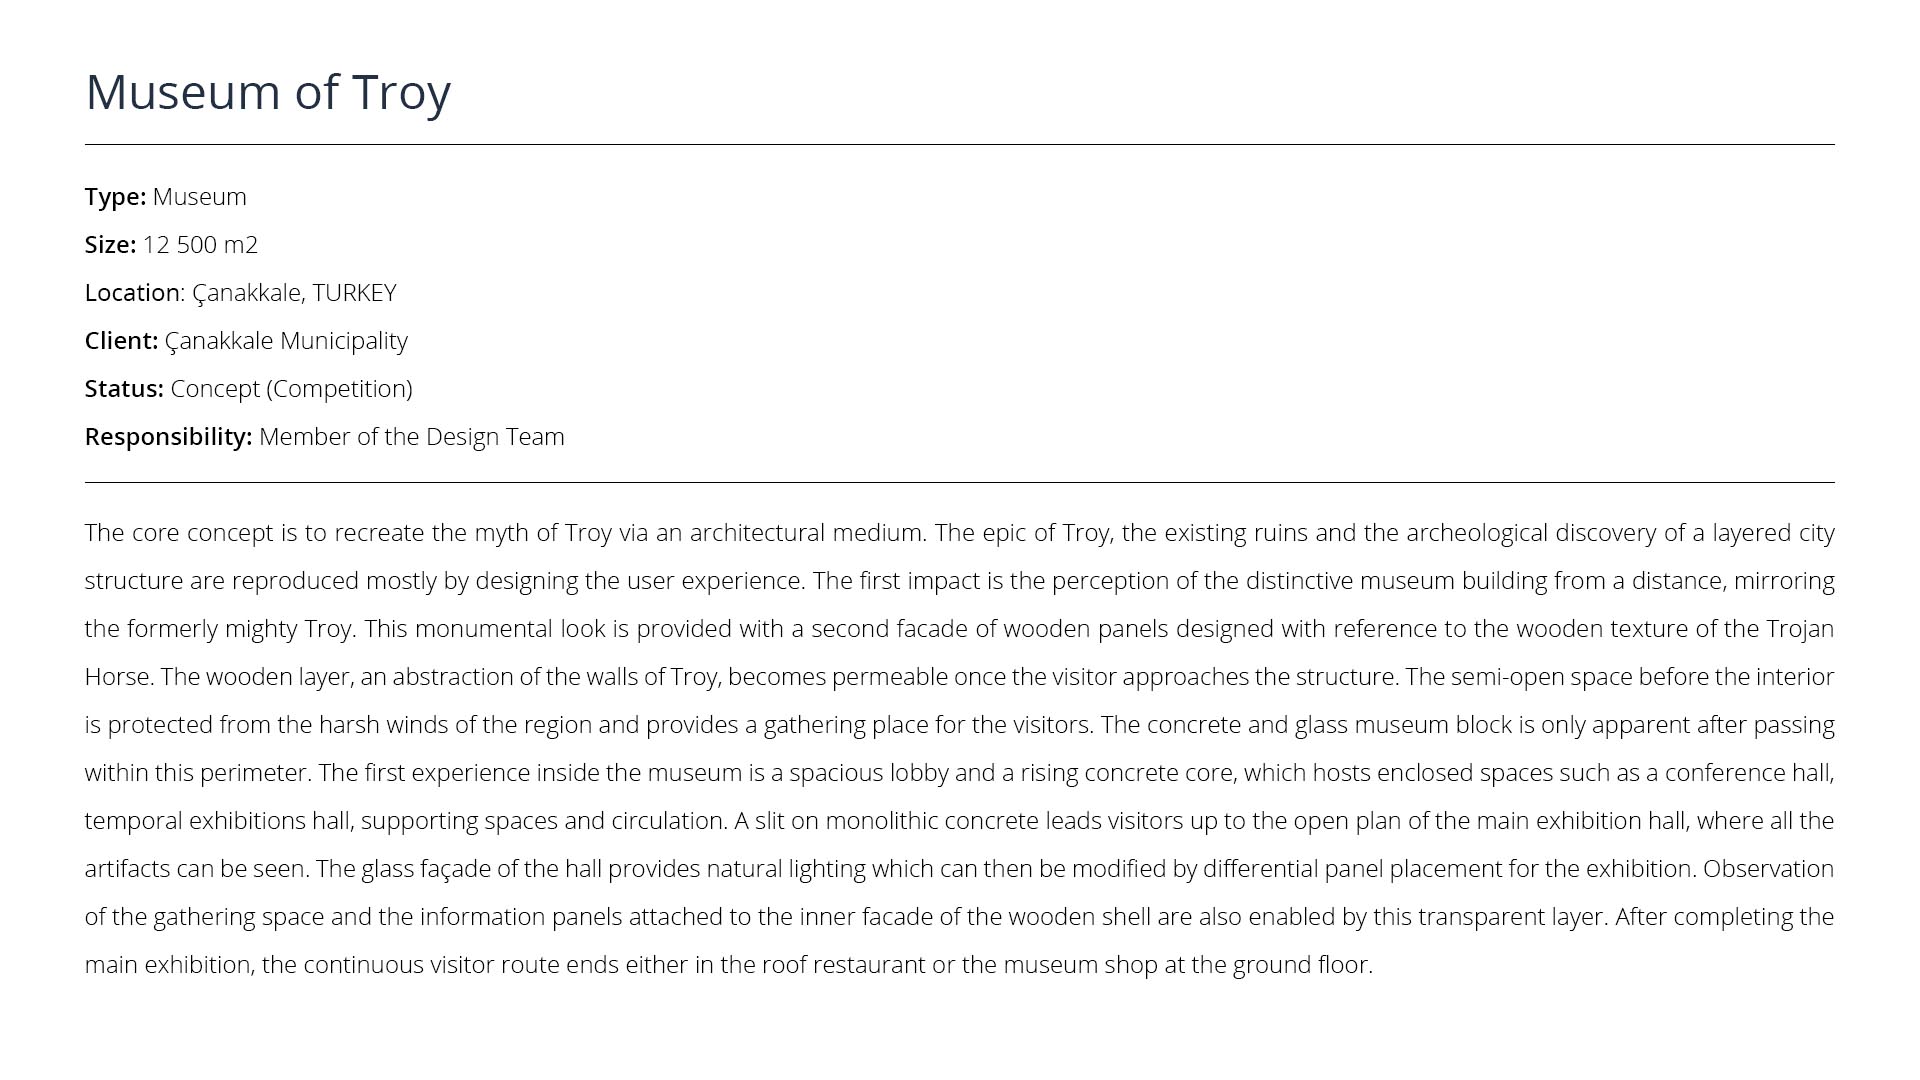 Museum of Troy
Type: Museum
Size: 12 500 m2
Location: Çanakkale, TURKEY
Client: Çanakkale Municipality
Status: Concept (Competition)
Responsibility: Member of the Design Team
The core concept is to recreate the myth of Troy via an architectural medium. The epic of Troy, the existing ruins and the archeological discovery of a layered city
structure are reproduced mostly by designing the user experience. The first impact is the perception of the distinctive museum building from a distance, mirroring
the formerly mighty Troy. This monumental look is provided with a second facade of wooden panels designed with reference to the wooden texture of the Trojan
Horse. The wooden layer, an abstraction of the walls of Troy, becomes permeable once the visitor approaches the structure. The semi-open space before the interior
is protected from the harsh winds of the region and provides a gathering place for the visitors. The concrete and glass museum block is only apparent after passing
within this perimeter. The first experience inside the museum is a spacious lobby and a rising concrete core, which hosts enclosed spaces such as a conference hall,
temporal exhibitions hall, supporting spaces and circulation. A slit on monolithic concrete leads visitors up to the open plan of the main exhibition hall, where all the
artifacts can be seen. The glass façade of the hall provides natural lighting which can then be modified by differential panel placement for the exhibition. Observation
of the gathering space and the information panels attached to the inner facade of the wooden shell are also enabled by this transparent layer. After completing the
main exhibition, the continuous visitor route ends either in the roof restaurant or the museum shop at the ground floor.